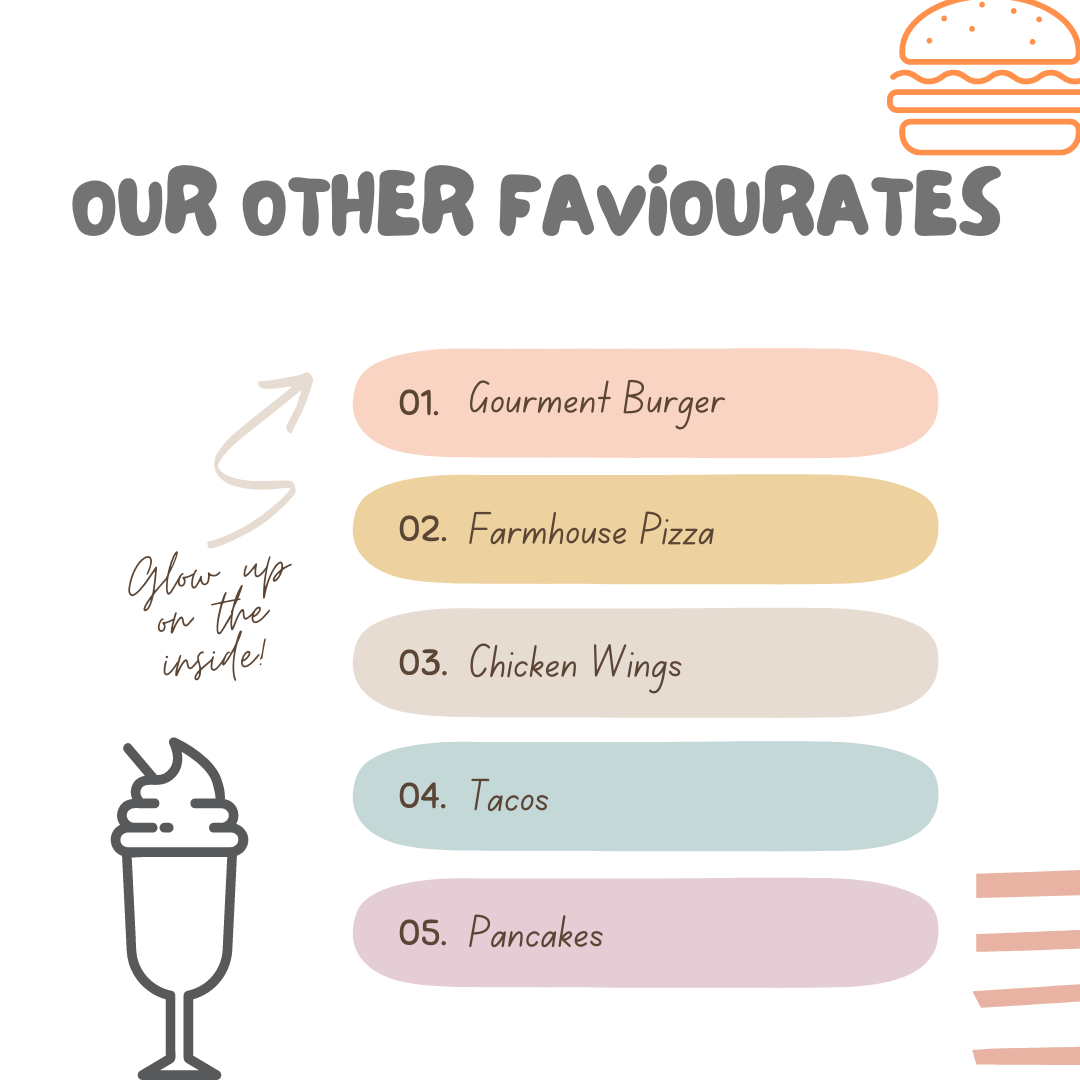 OUR OTHER FAViOURATES
01. Gourment Burger
02. Farmhouse Pizza
Glow up
on the
inside!
03. Chicken Wings
04. Tacos
05. Pancakes